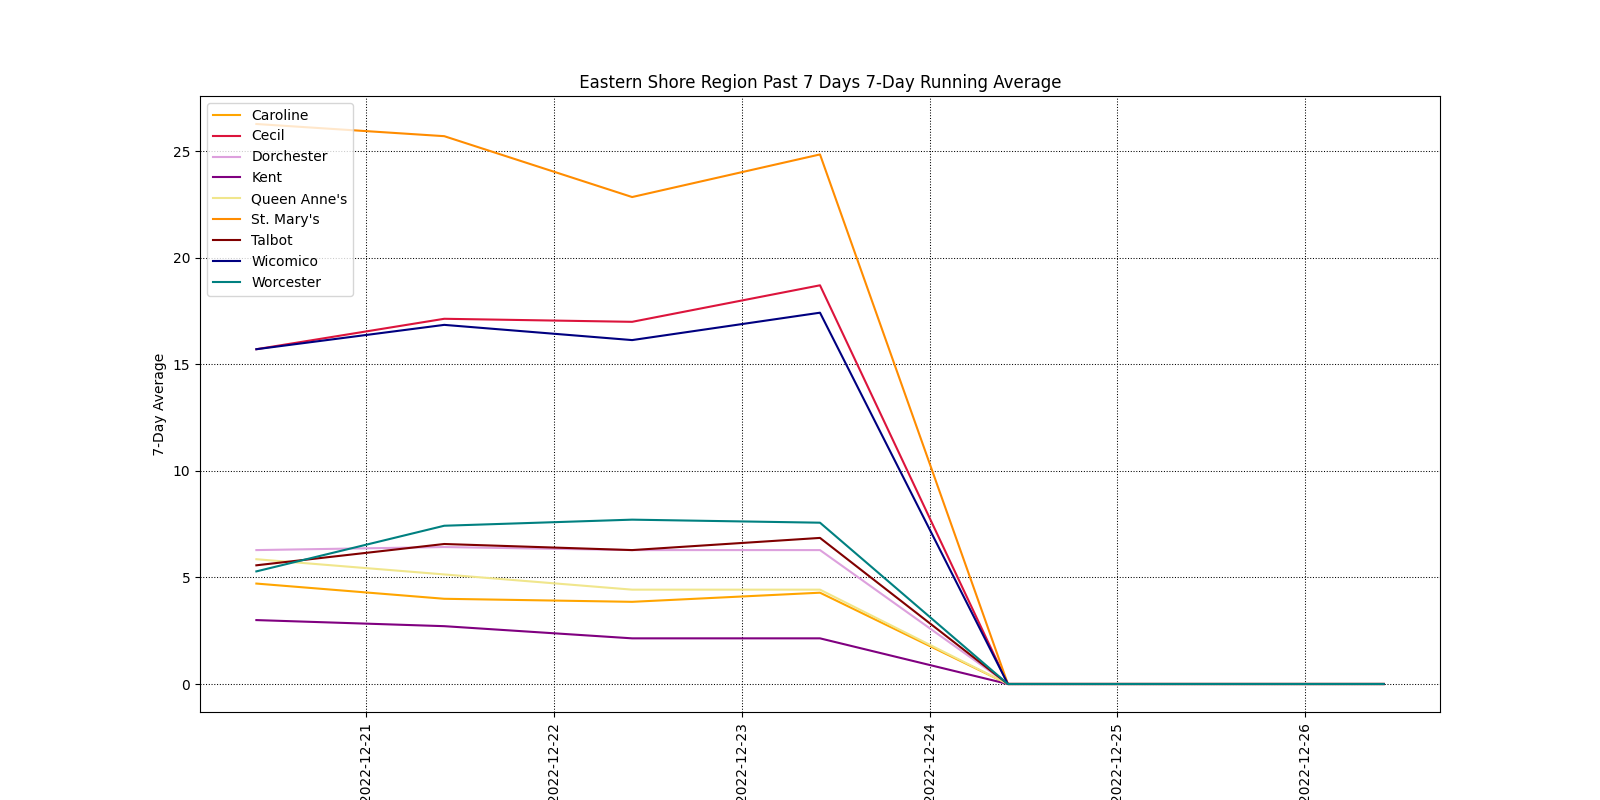 Eastern Shore Region Past 7 Days 7-Day Running Average
Caroline
Cecil
Dorchester
Kent
Queen Anne's
St. Mary's
Talbot
Wicomico
Worcester
7-Day Average
25
20
15
10
5
0
2022-12-21
2022-12-22
2022-12-23
2022-12-24
2022-12-25
2022-12-26